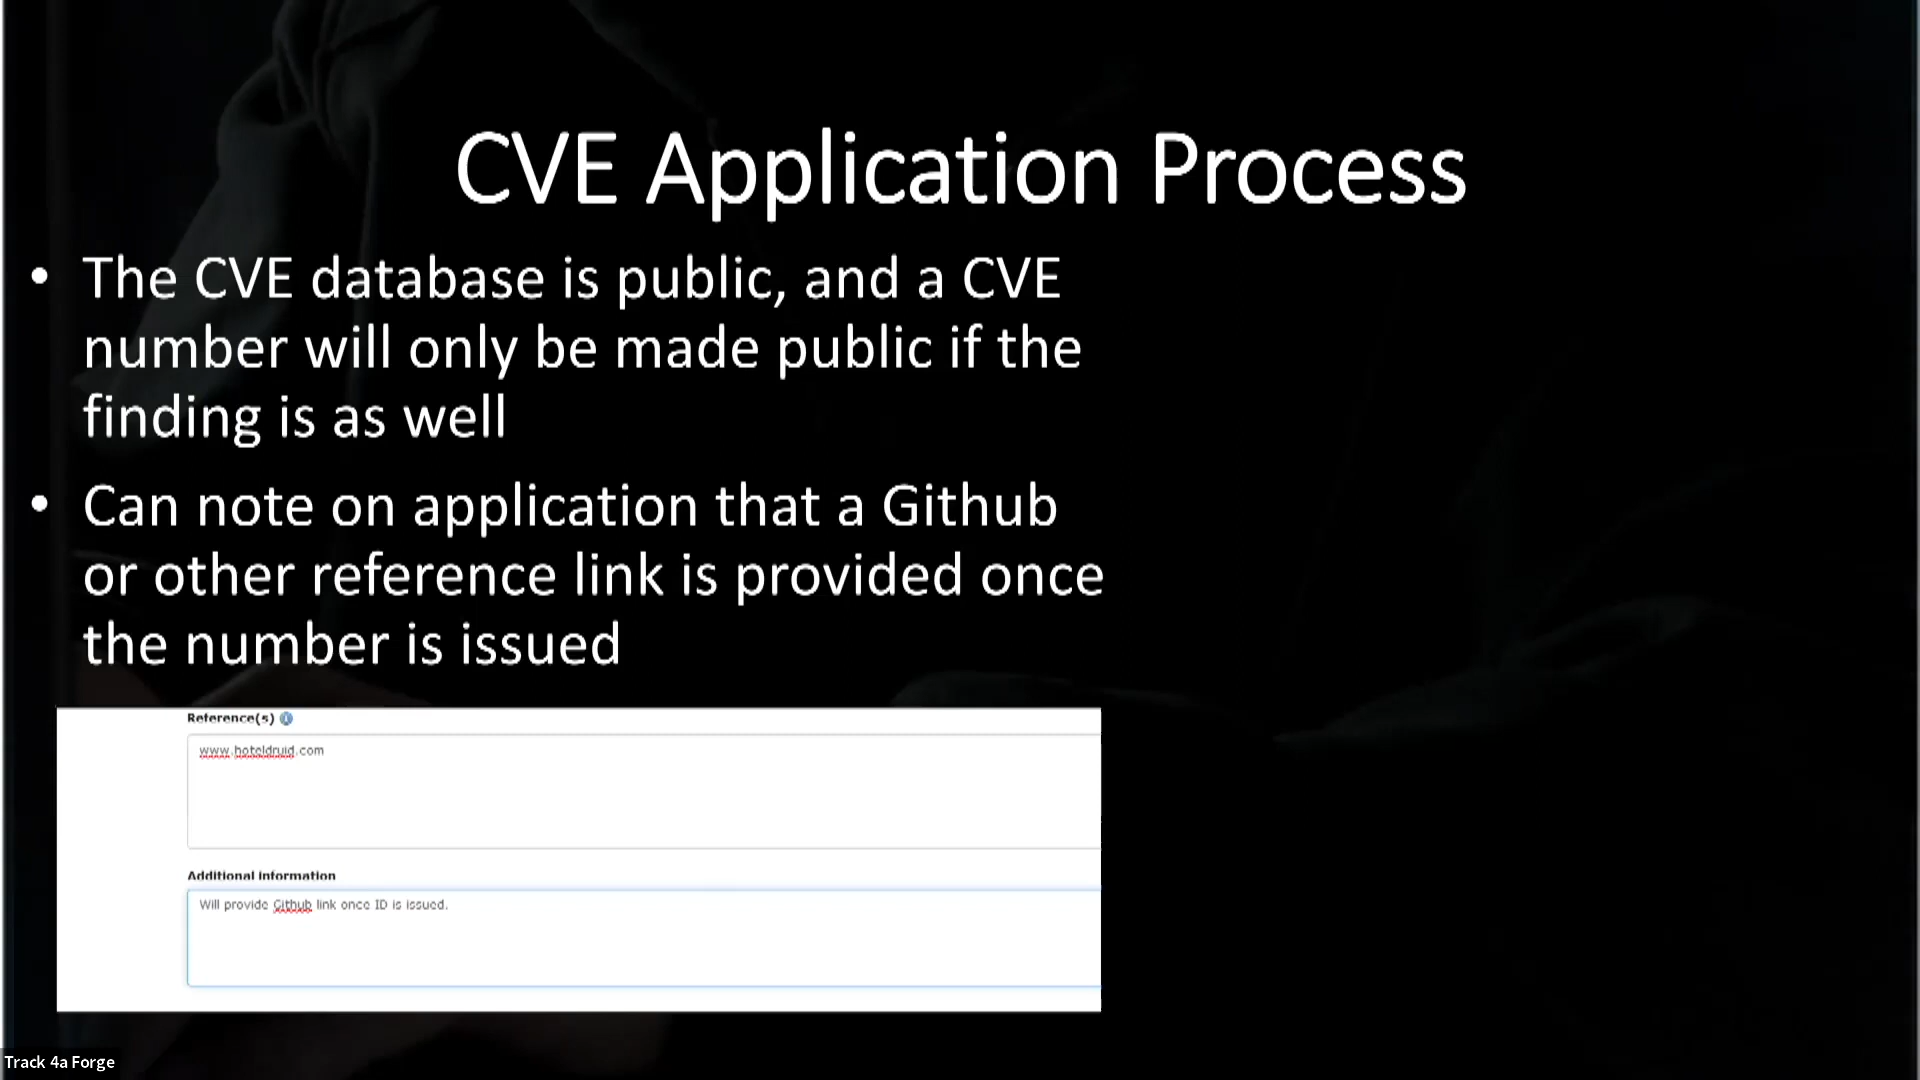 CVE Application Process
• The CVE database is public, and a CVE
number will only be made public if the
finding is as well
• Can note on application that a Github
or other reference link is provided once
the number is issued
Reference(s)
www.hoteldruid.com
Additional information
Will provide Github link once ID is issued.
Track 4a Forge